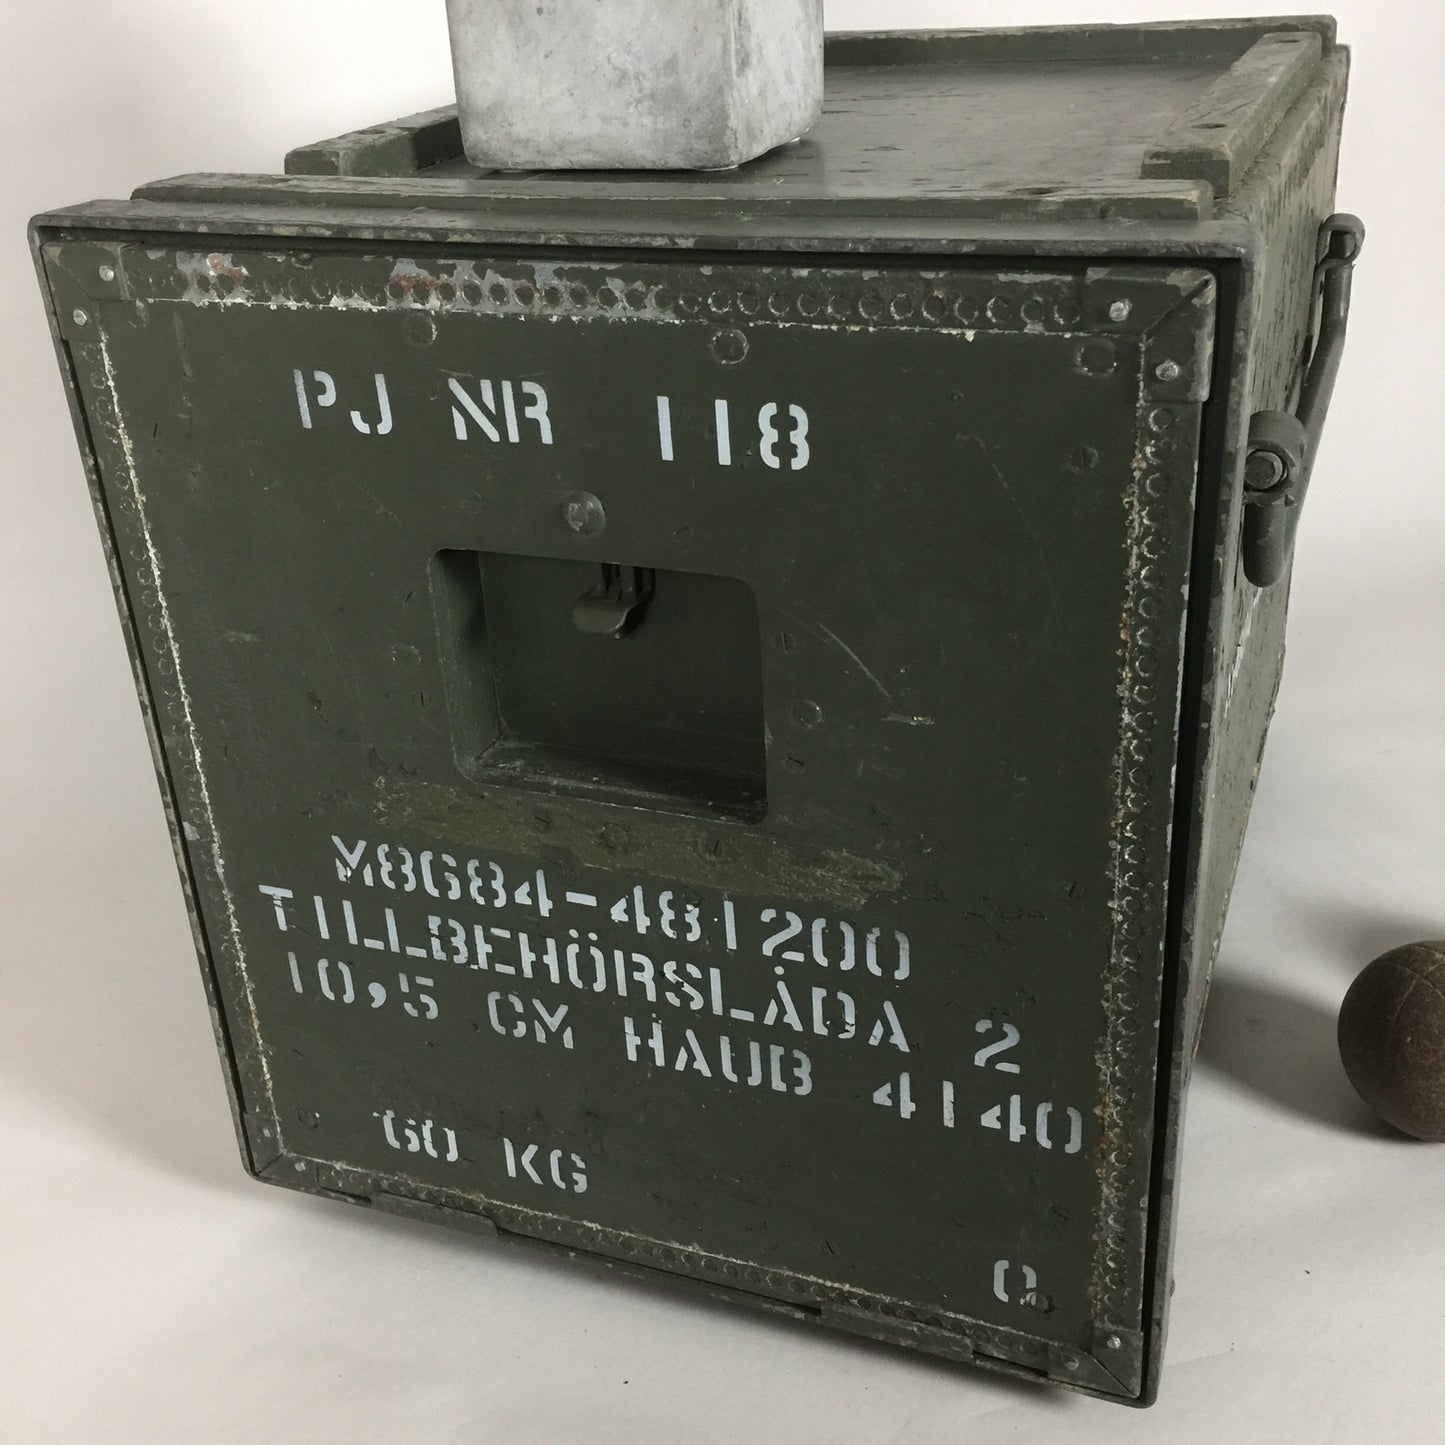 PJ NR 118
M8684-481200
TILLBEHÖRSLÅDA 2
10,5 CM HAUB 4140
60 KG